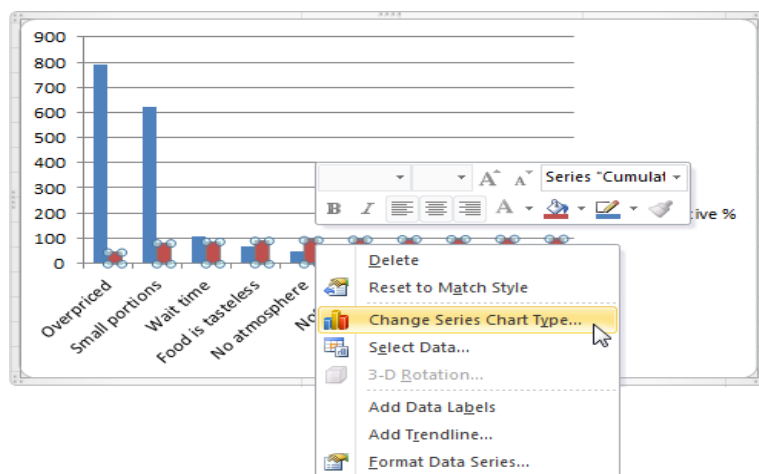 900
800
700
600
500
400
300
200
100
0
Overpriced
Small portions
Wait time
Food is tasteless
No atmosphere
A A Series "Cumulat
B I A
ive %
Delete
Reset to Match Style
Change Series Chart Type...
Select Data...
3-D Rotation...
Add Data Labels
Add Trendline...
Format Data Series...